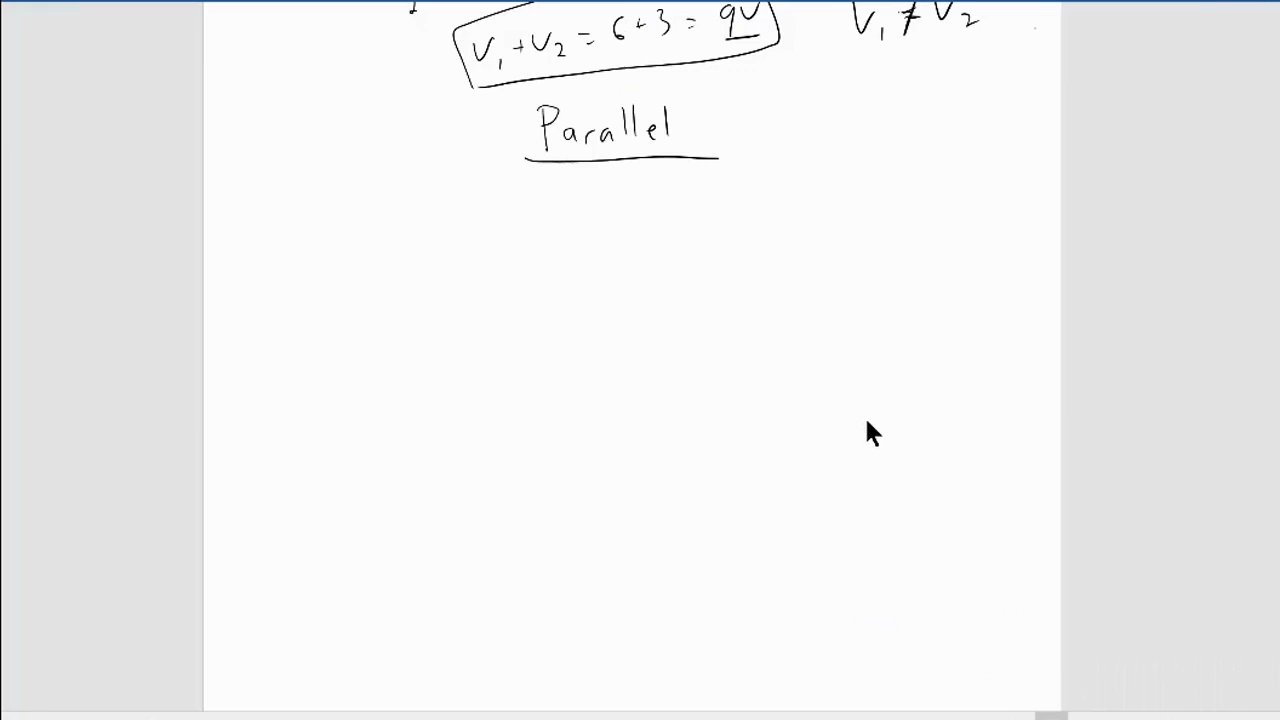 V₁ + V₂ = 6 + 3 = 9V V₁ ≠ V₂
Parallel